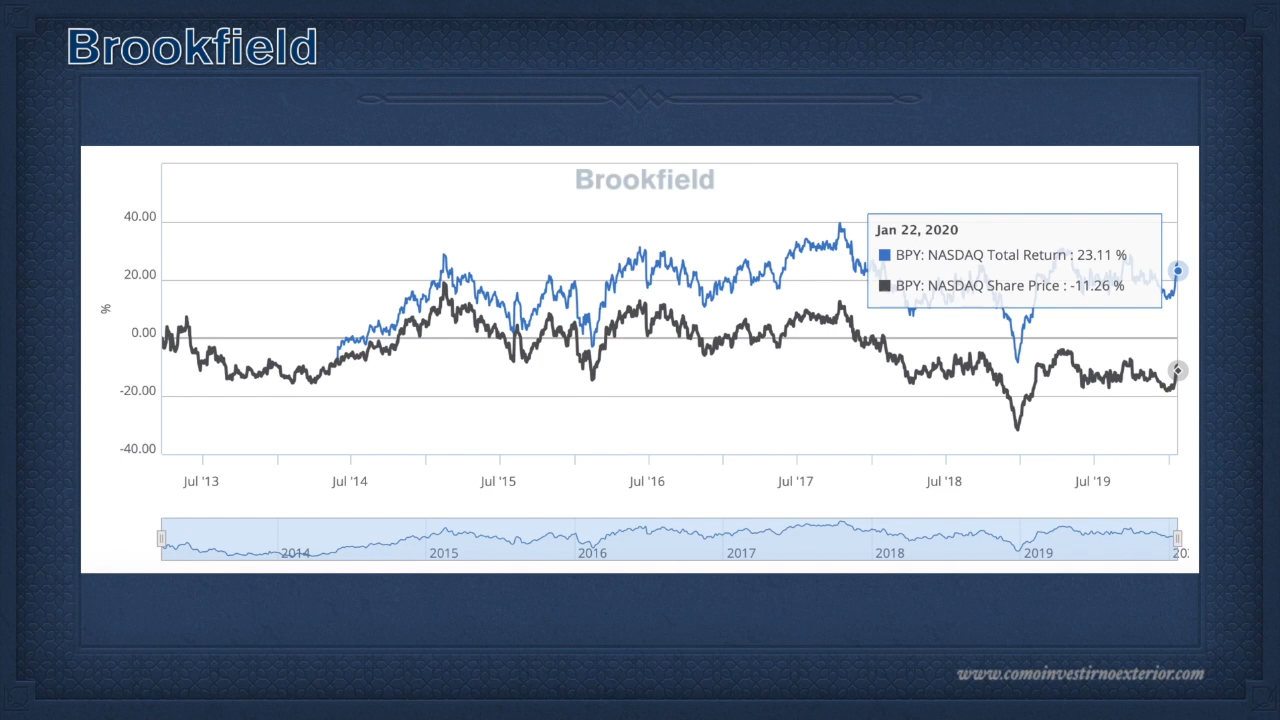 Brookfield
Brookfield
40.00
20.00
0.00
-20.00
-40.00
%
Jan 22, 2020
BPY: NASDAQ Total Return : 23.11 %
BPY: NASDAQ Share Price : -11.26 %
Jul '13
Jul '14
Jul '15
Jul '16
Jul '17
Jul '18
Jul '19
2014
2015
2016
2017
2018
2019
20
www.comoinvestirnoexterior.com